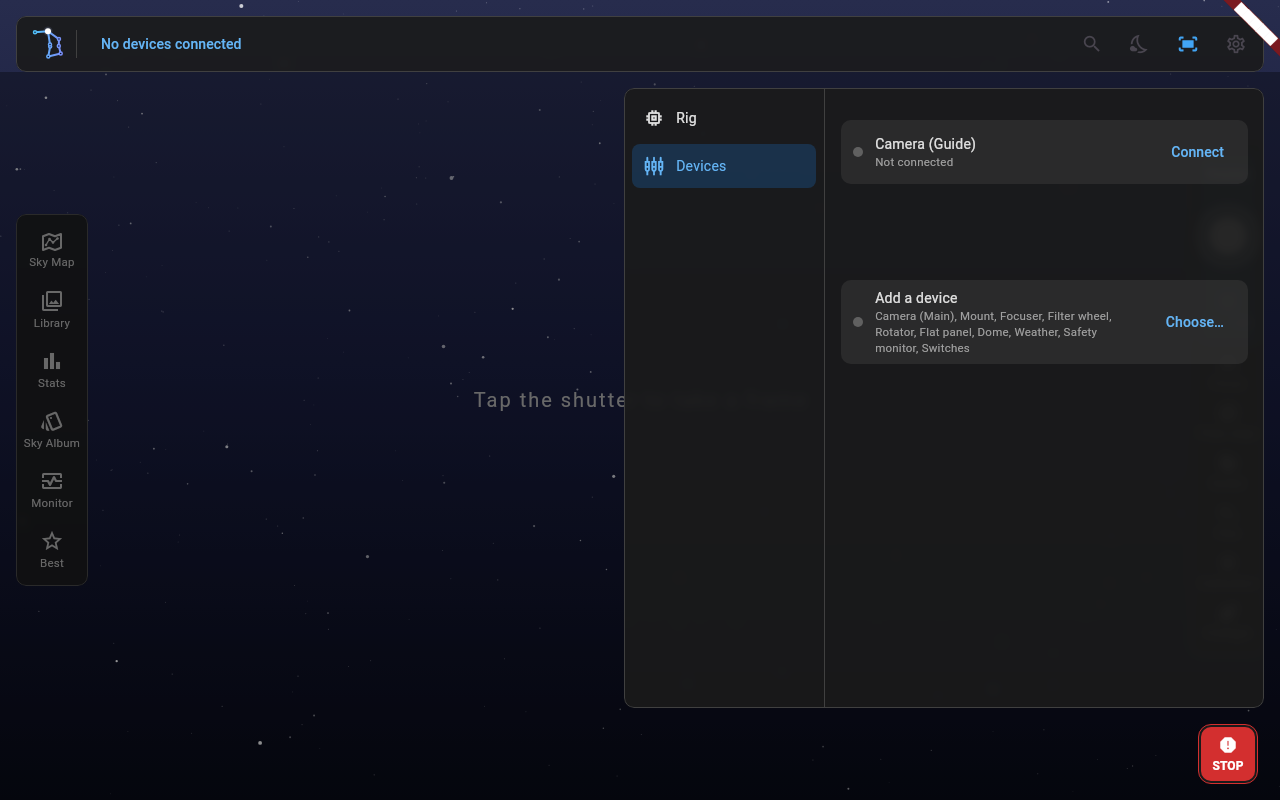 No devices connected
Rig
Devices
Camera (Guide)
Not connected
Connect
Add a device
Camera (Main), Mount, Focuser, Filter wheel,
Rotator, Flat panel, Dome, Weather, Safety
monitor, Switches
Choose…
Sky Map
Library
Stats
Sky Album
Monitor
Best
Tap the shutte
STOP